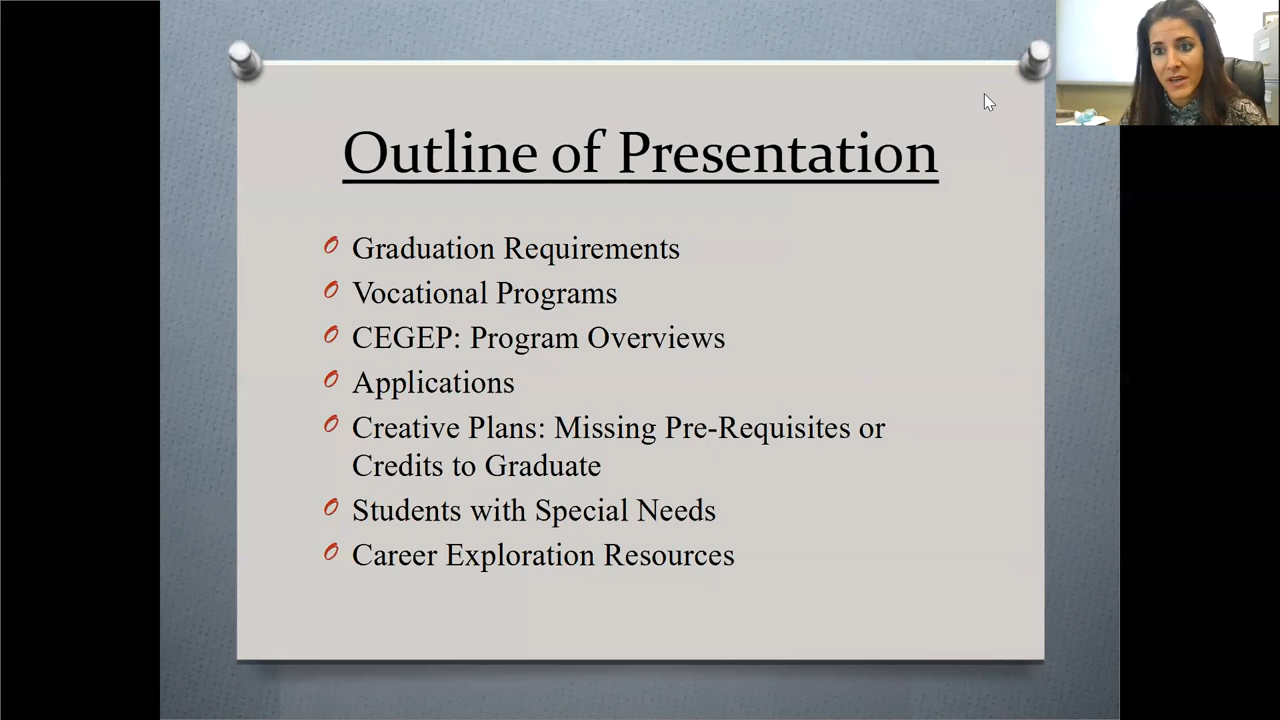 Outline of Presentation
Graduation Requirements
Vocational Programs
CEGEP: Program Overviews
Applications
Creative Plans: Missing Pre-Requisites or
Credits to Graduate
Students with Special Needs
Career Exploration Resources